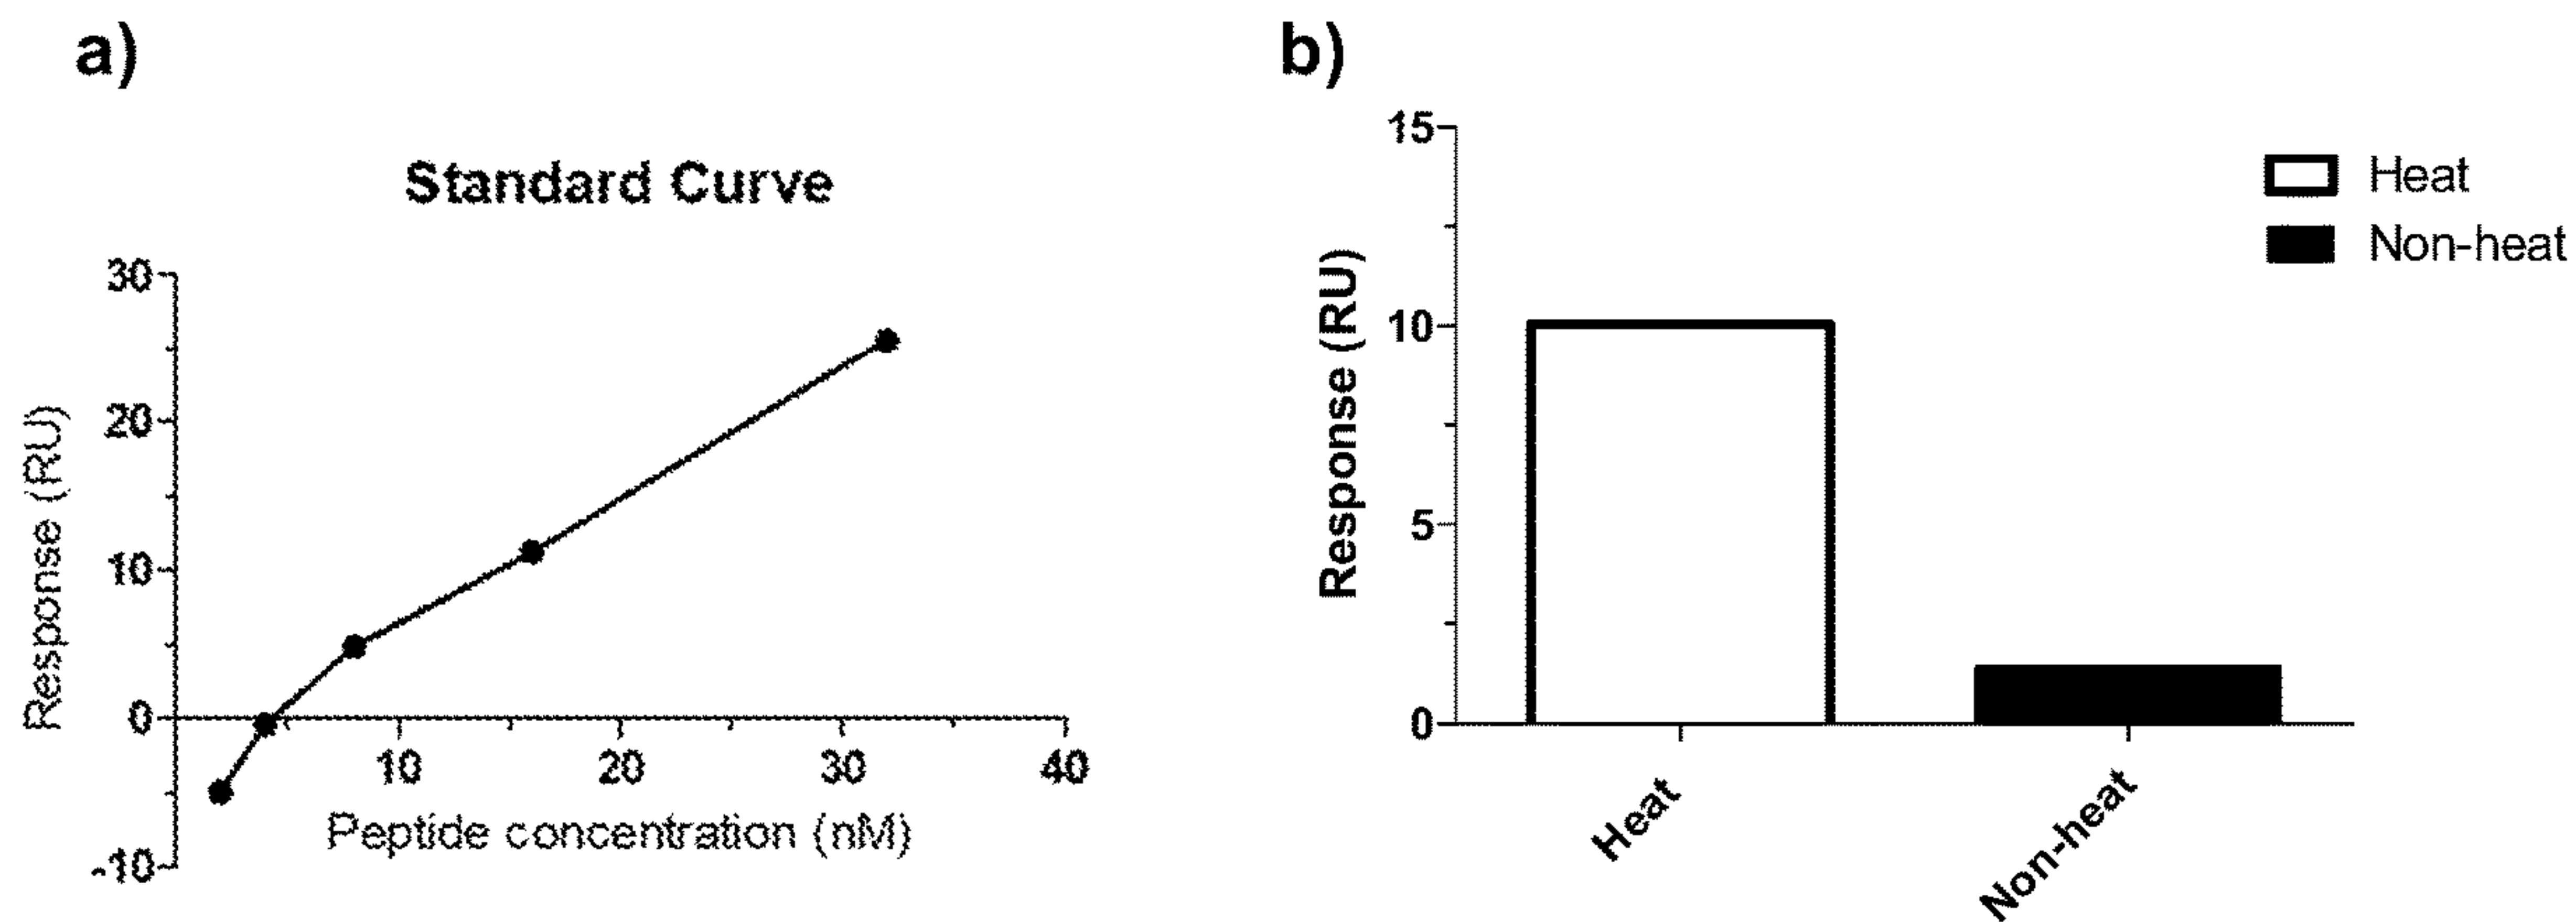 a)
Standard Curve
Response (RU)
30
20
10
0
-10
10
20
30
40
Peptide concentration (nM)
b)
Response (RU)
15
10
5
0
Heat
Non-heat
Heat
Non-heat